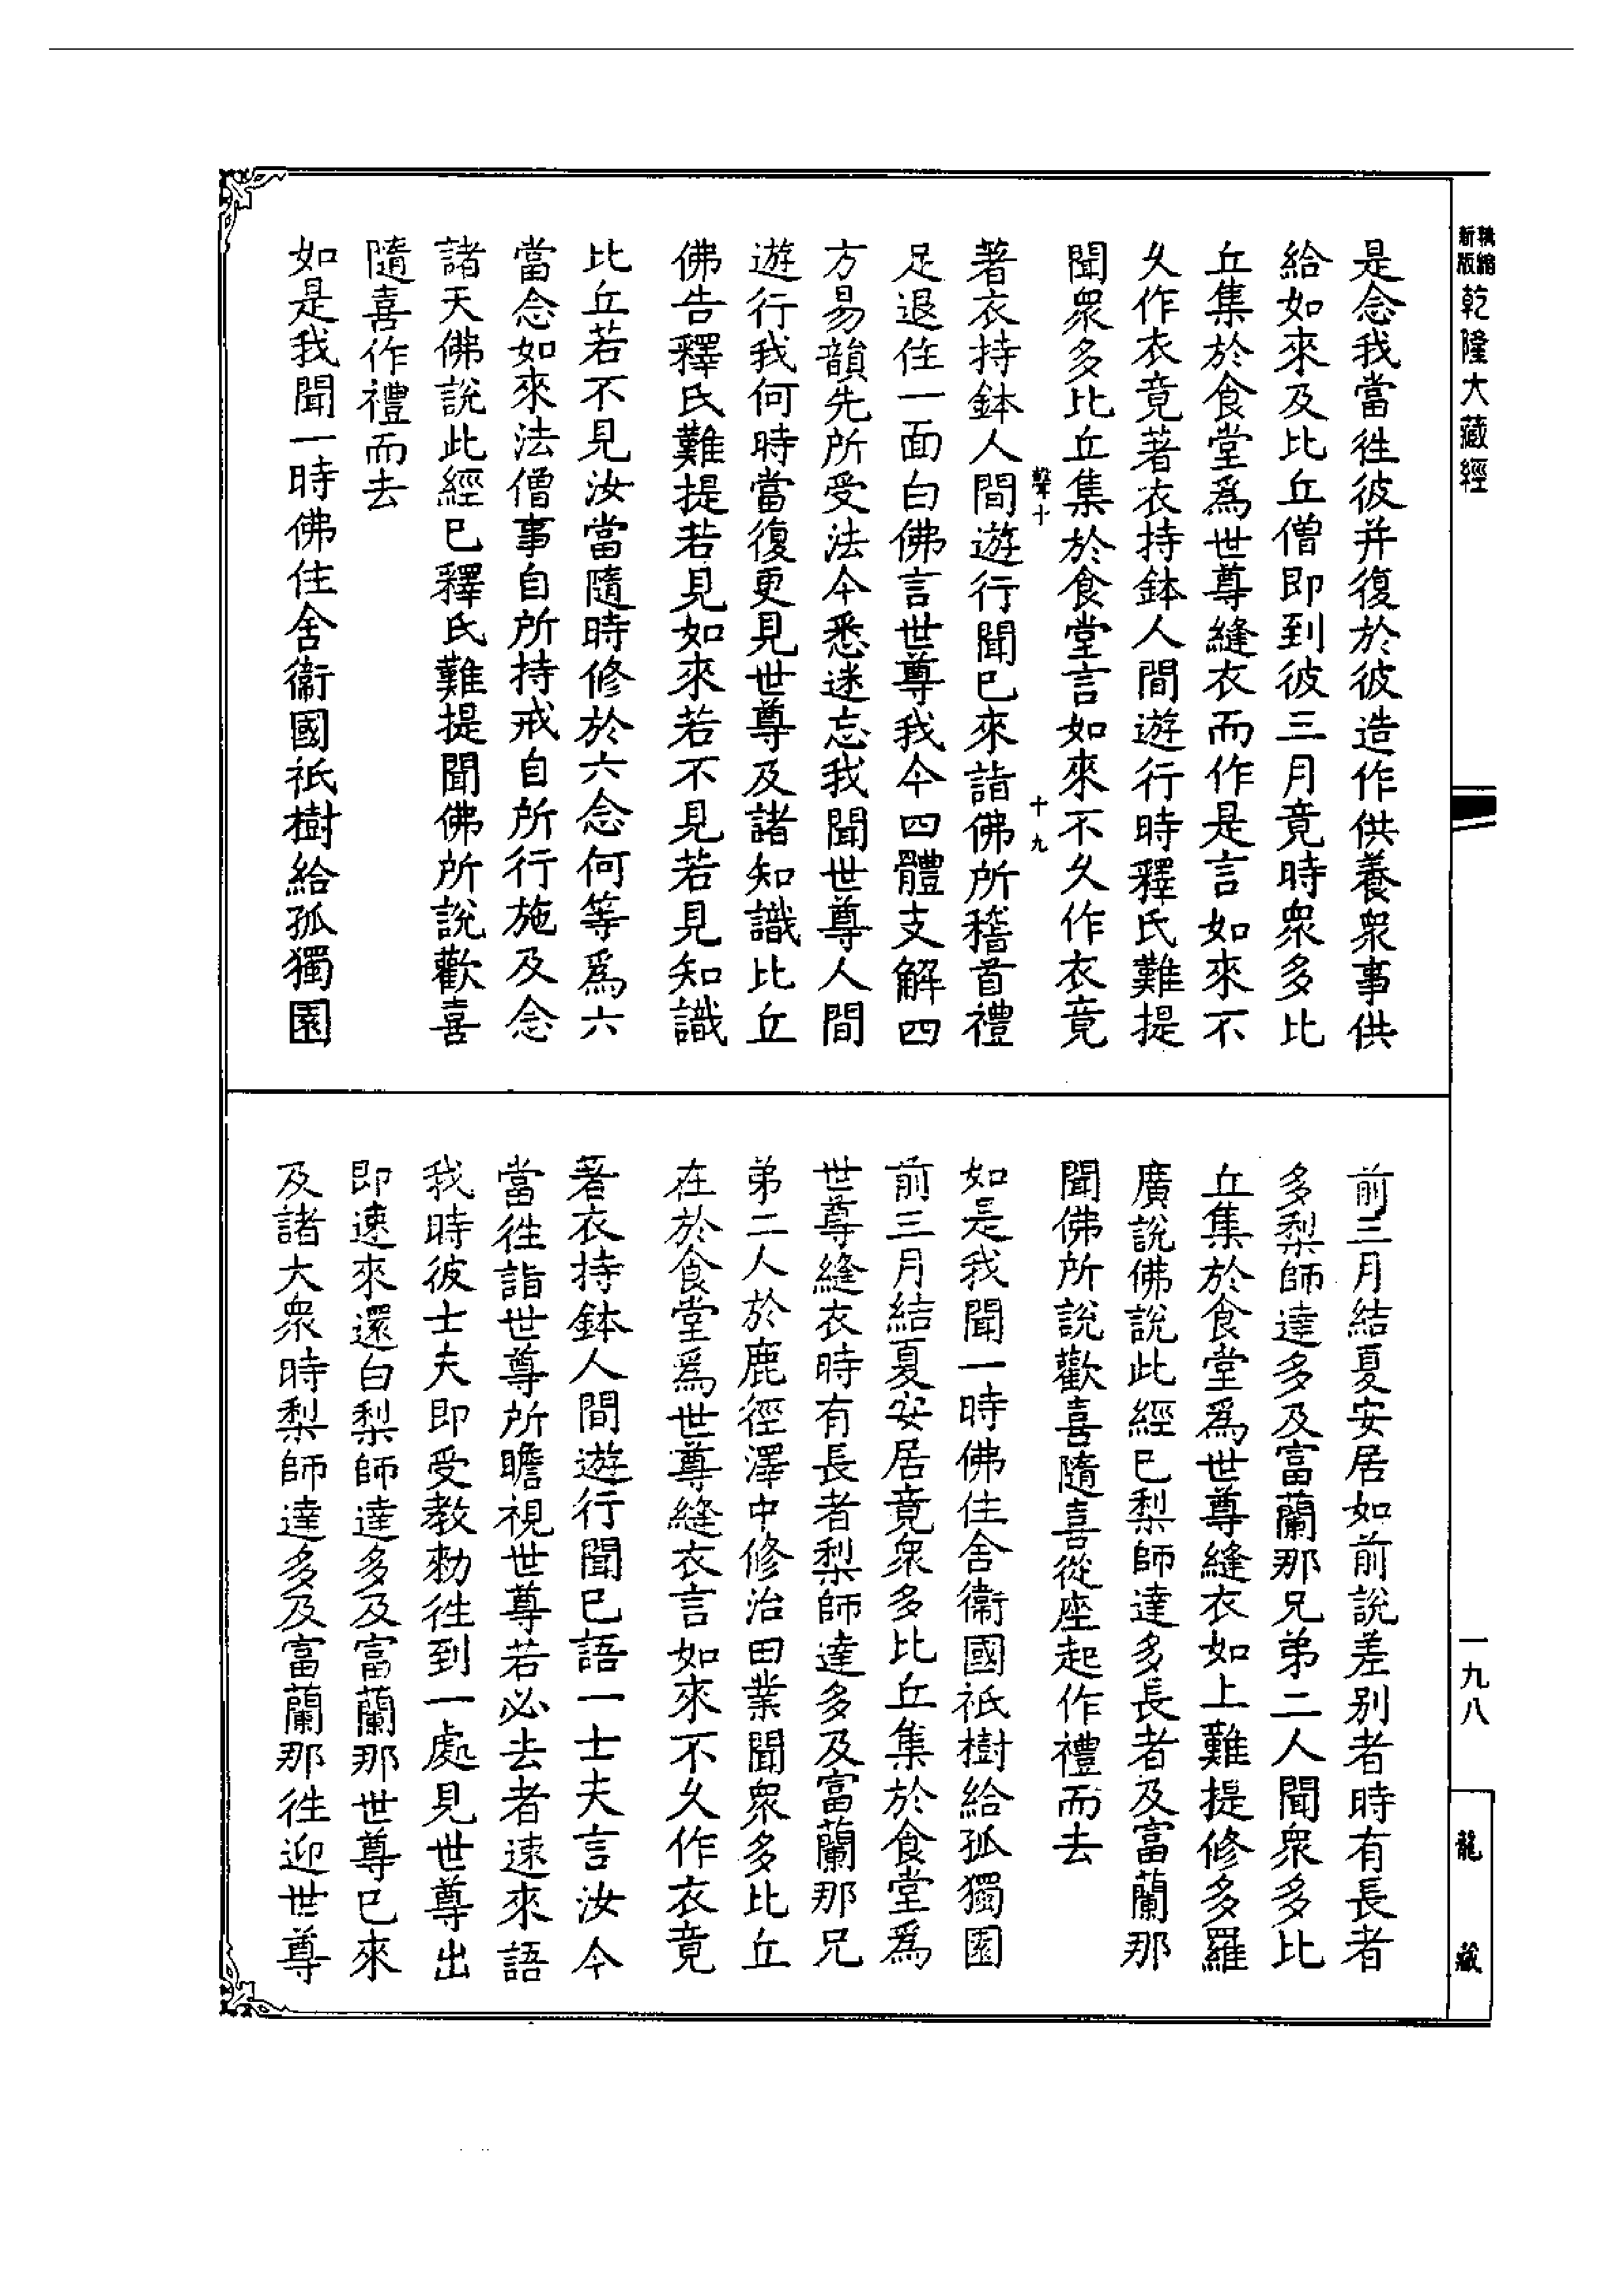 新版
精縮
乾隆大藏經
是念我當往彼并復於彼造作供養衆事供
給如來及比丘僧即到彼三月竟時衆多比
丘集於食堂爲世尊縫衣而作是言如來不
久作衣竟著衣持鉢人間遊行時釋氏難提
聞衆多比丘集於食堂言如來不久作衣竟
十九
著衣持鉢人間遊行聞已來詣佛所稽首禮
足退住一面白佛言世尊我今四體支解四
方易韻先所受法今悉迷忘我聞世尊人間
遊行我何時當復更見世尊及諸知識比丘
佛告釋氏難提若見如來若不見若見知識
比丘若不見汝當隨時修於六念何等爲六
當念如來法僧事自所持戒自所行施及念
諸天佛說此經已釋氏難提聞佛所說歡喜
隨喜作禮而去
如是我聞一時佛住舍衞國祇樹給孤獨園
前三月結夏安居如前說差別者時有長者
多梨師達多及富蘭那兄弟二人聞衆多比
丘集於食堂爲世尊縫衣如上難提修多羅
廣說佛說此經已梨師達多長者及富蘭那
聞佛所說歡喜隨喜從座起作禮而去
如是我聞一時佛住舍衞國祇樹給孤獨園
前三月結夏安居竟衆多比丘集於食堂爲
世尊縫衣時有長者梨師達多及富蘭那兄
弟二人於鹿徑澤中修治田業聞衆多比丘
在於食堂爲世尊縫衣言如來不久作衣竟
著衣持鉢人間遊行聞已語一士夫言汝今
當往詣世尊所瞻視世尊若必去者速來語
我時彼士夫即受教勑往到一處見世尊出
即速來還白梨師達多及富蘭那世尊已來
及諸大衆時梨師達多及富蘭那往迎世尊
一九八
龍藏